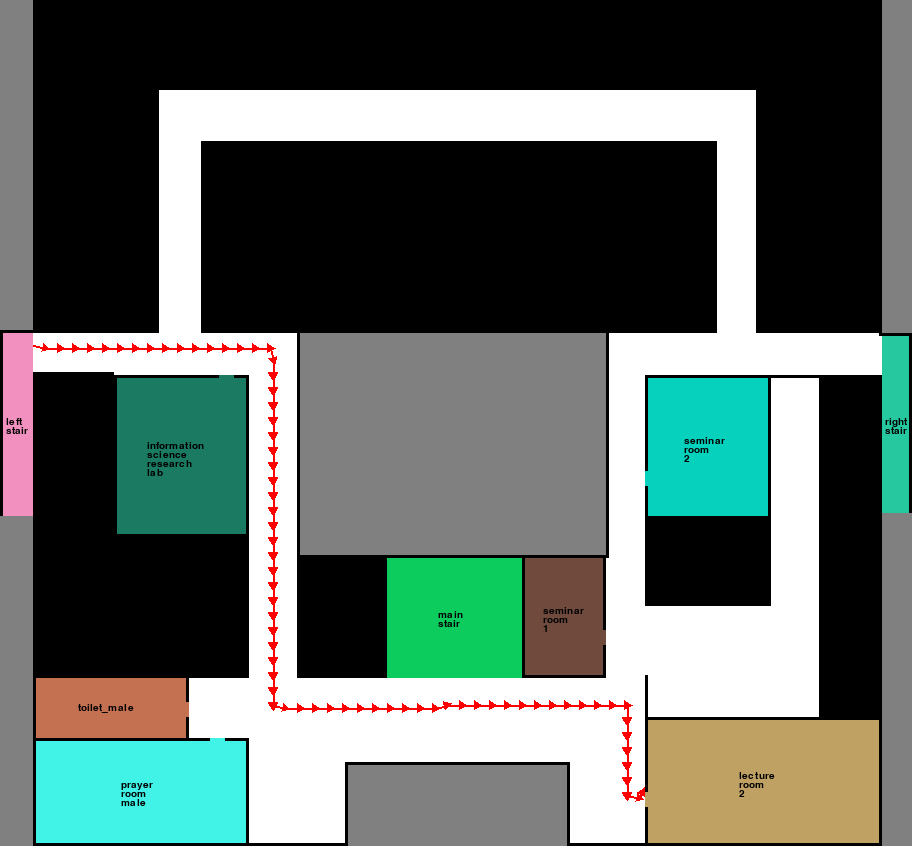 left
stair
right
stair
information
science
research
lab
seminar
room
2
main
stair
seminar
room
1
toilet_male
prayer
room
male
lecture
room
2